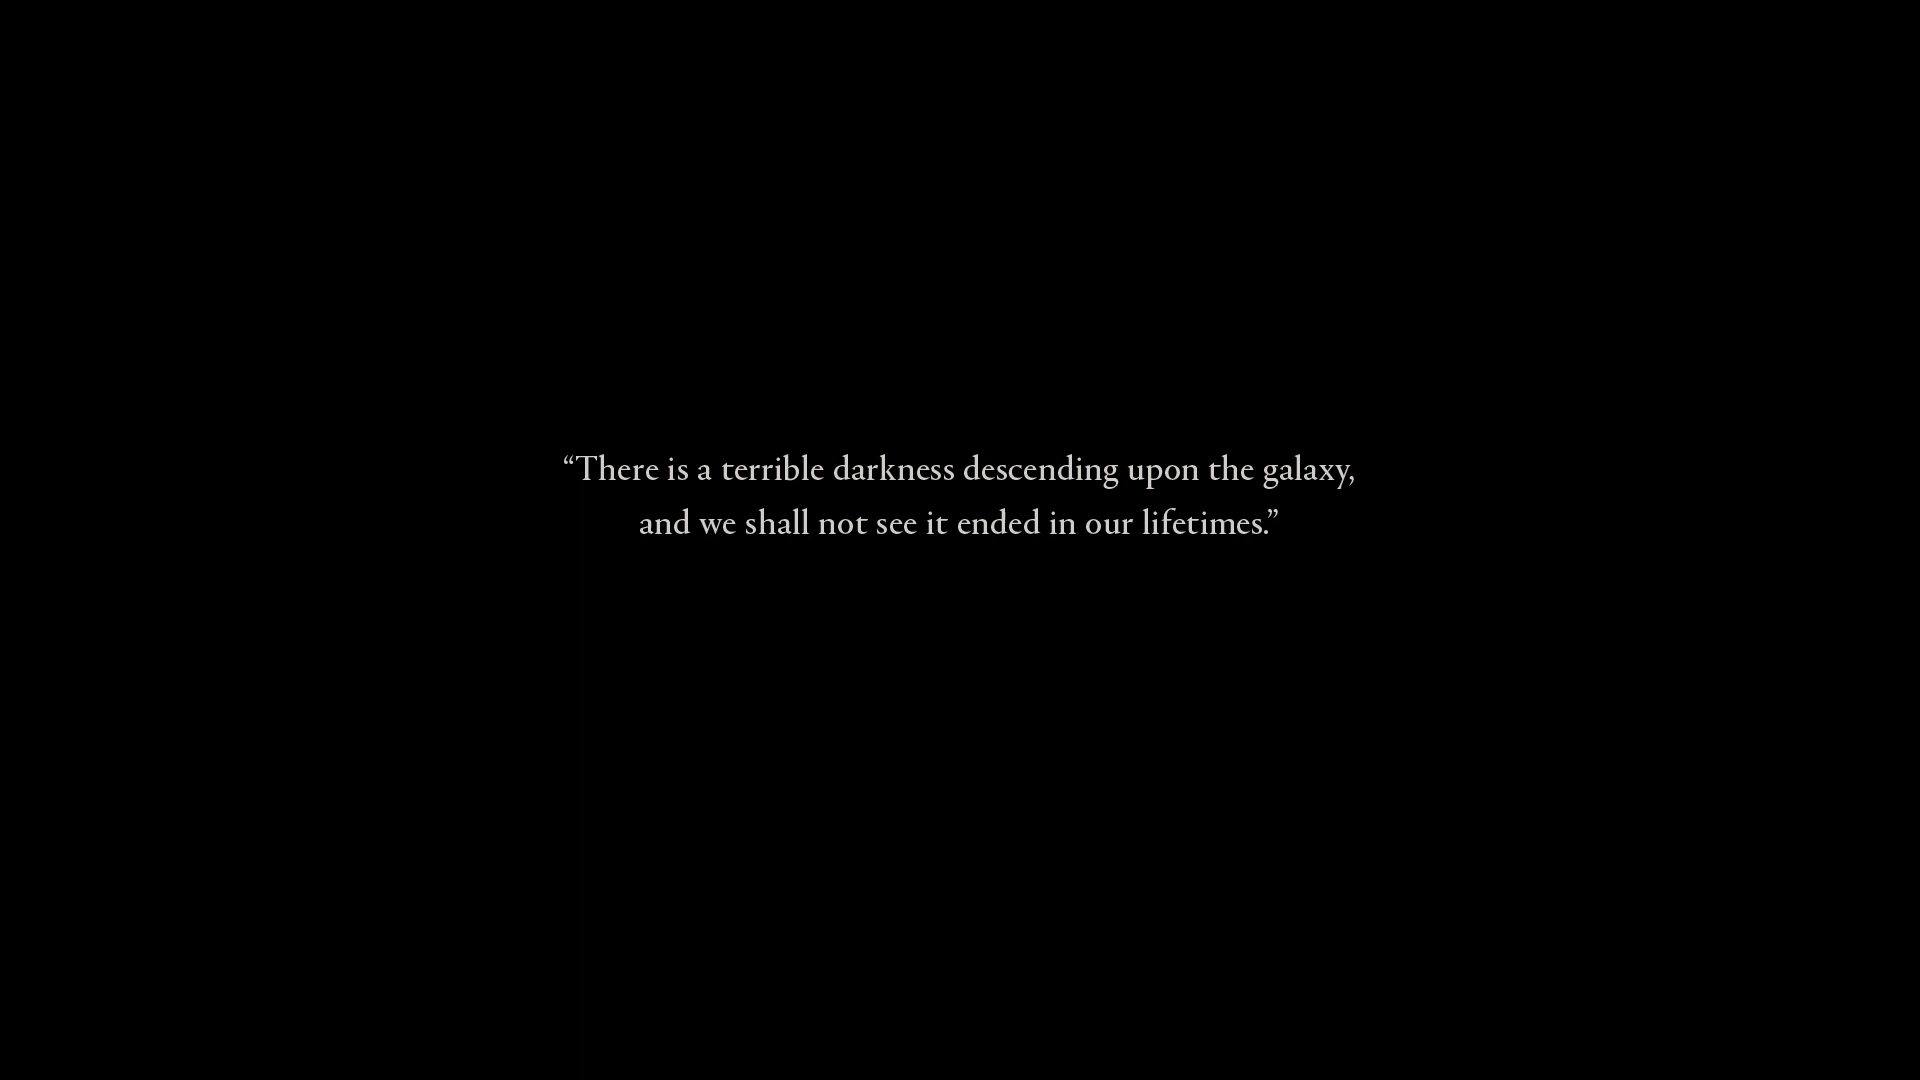 “There is a terrible darkness descending upon the galaxy,
and we shall not see it ended in our lifetimes.”